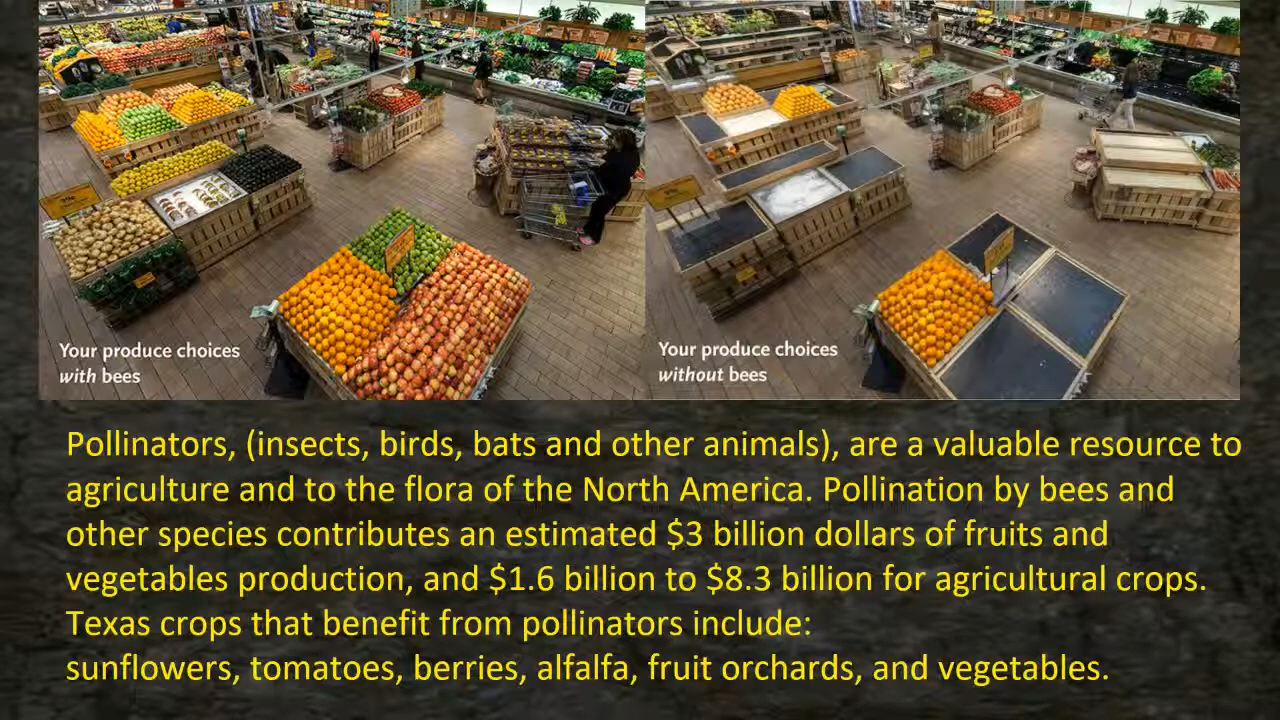 Your produce choices
with bees
Your produce choices
without bees
Pollinators, (insects, birds, bats and other animals), are a valuable resource to
agriculture and to the flora of the North America. Pollination by bees and
other species contributes an estimated $3 billion dollars of fruits and
vegetables production, and $1.6 billion to $8.3 billion for agricultural crops.
Texas crops that benefit from pollinators include:
sunflowers, tomatoes, berries, alfalfa, fruit orchards, and vegetables.